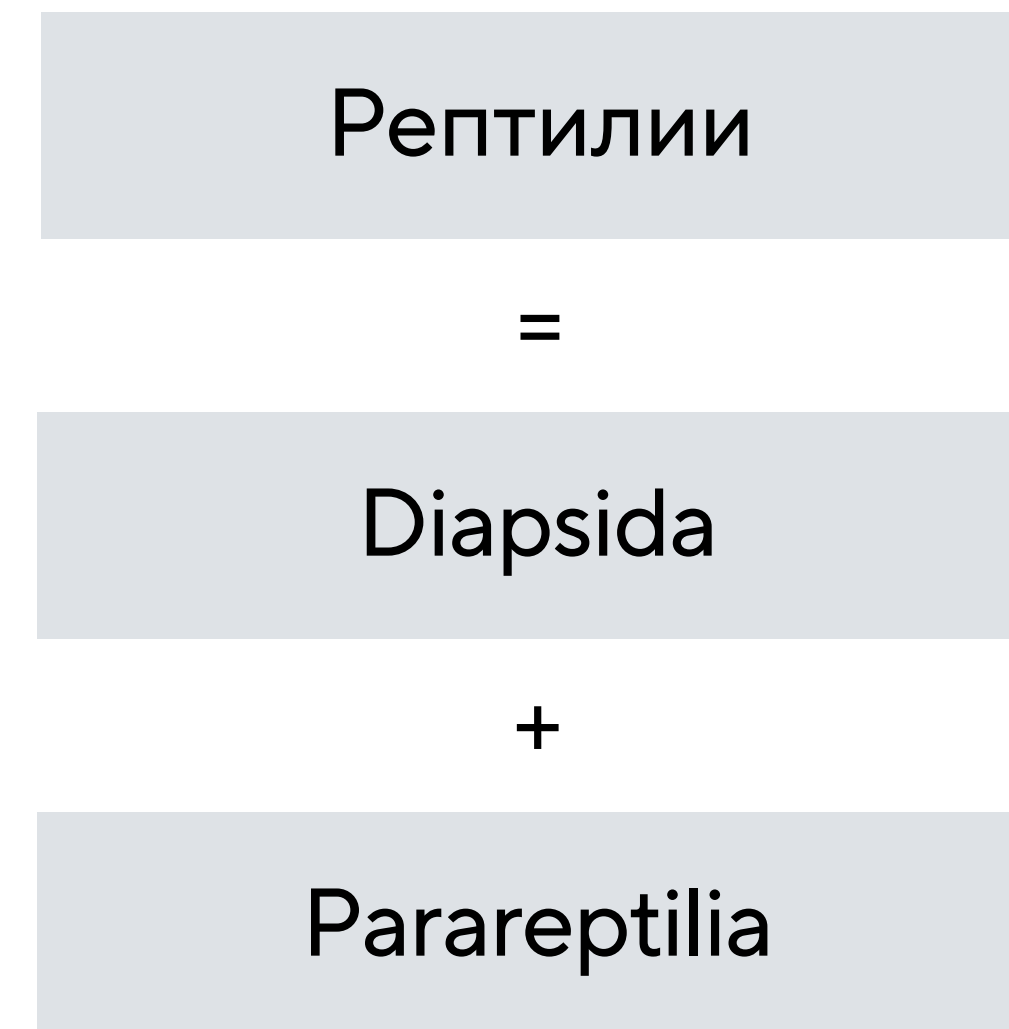 Рептилии
=
Diapsida
+
Parareptilia